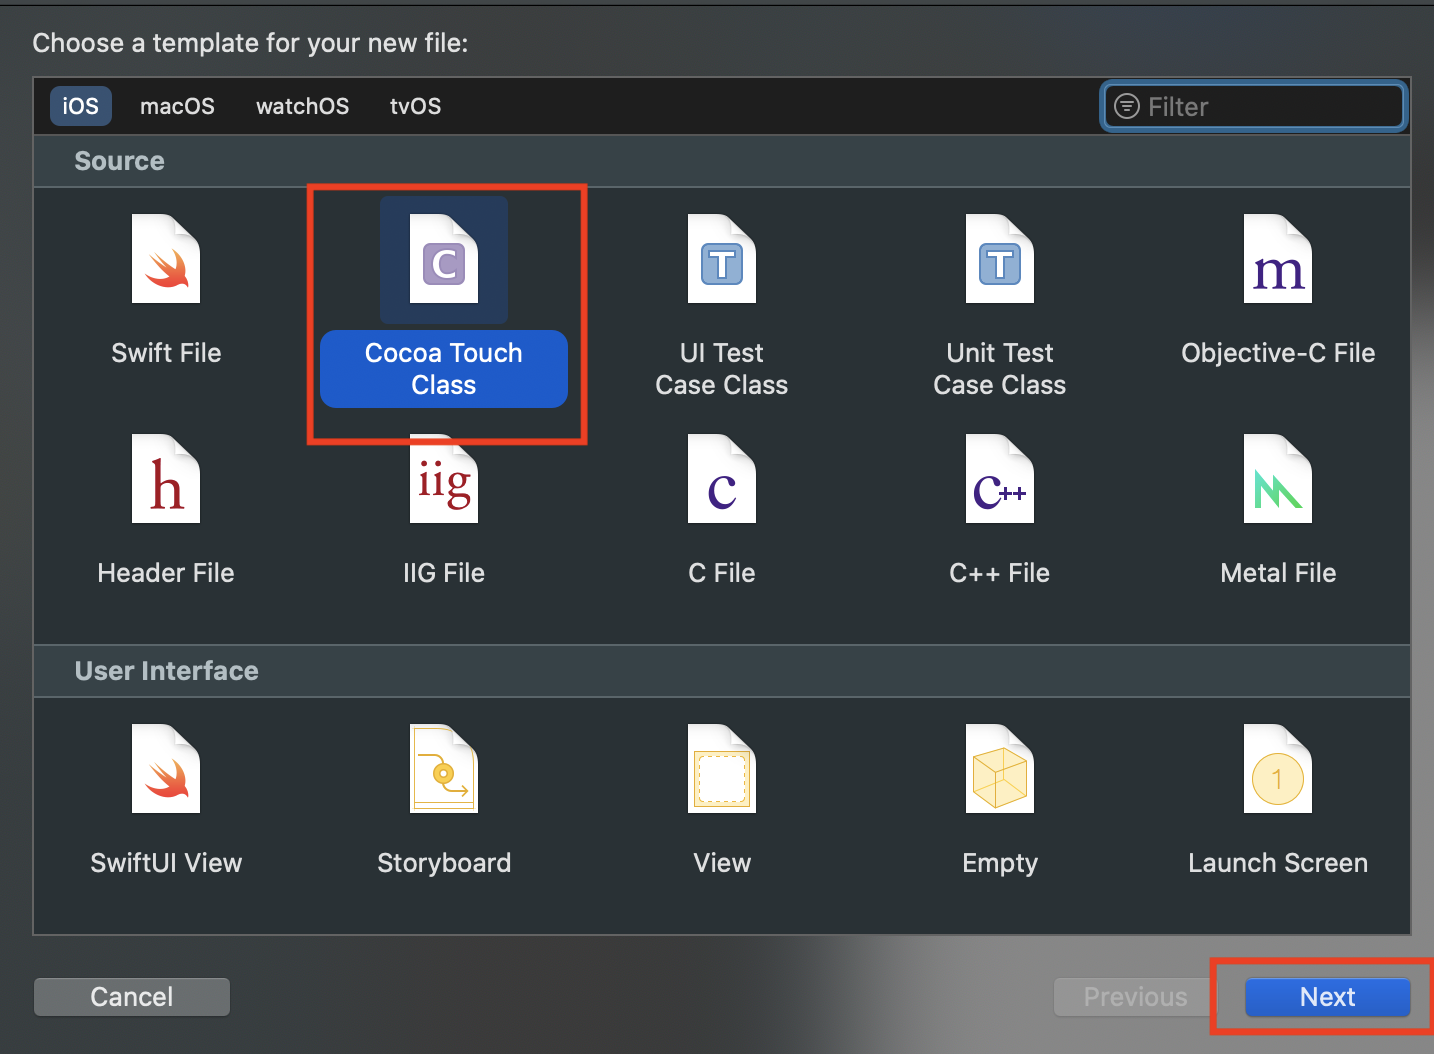 Choose a template for your new file:
iOS macOS watchOS tvOS Filter
Source
C T T m
Swift File Cocoa Touch Class UI Test Case Class Unit Test Case Class Objective-C File
h iig c C++
Header File IIG File C File C++ File Metal File
User Interface
1
SwiftUI View Storyboard View Empty Launch Screen
Cancel Previous Next